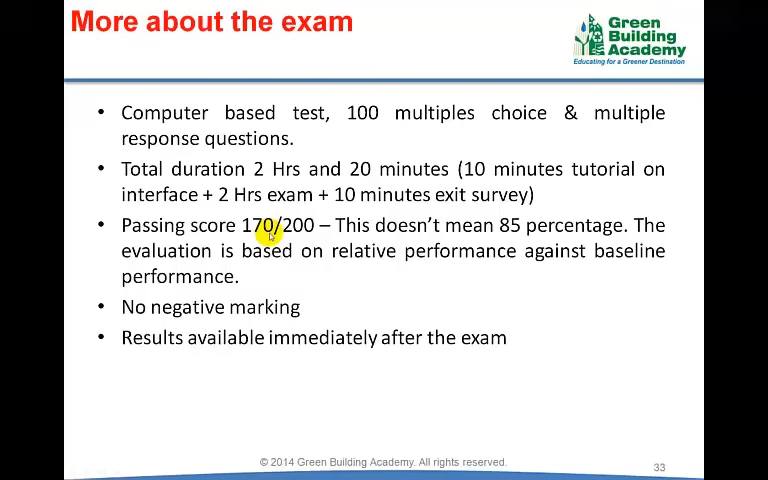 More about the exam
Green
Building
Academy
Educating for a Greener Destination
• Computer based test, 100 multiples choice & multiple
response questions.
• Total duration 2 Hrs and 20 minutes (10 minutes tutorial on
interface + 2 Hrs exam + 10 minutes exit survey)
• Passing score 170/200 – This doesn't mean 85 percentage. The
evaluation is based on relative performance against baseline
performance.
• No negative marking
• Results available immediately after the exam
© 2014 Green Building Academy. All rights reserved.
33